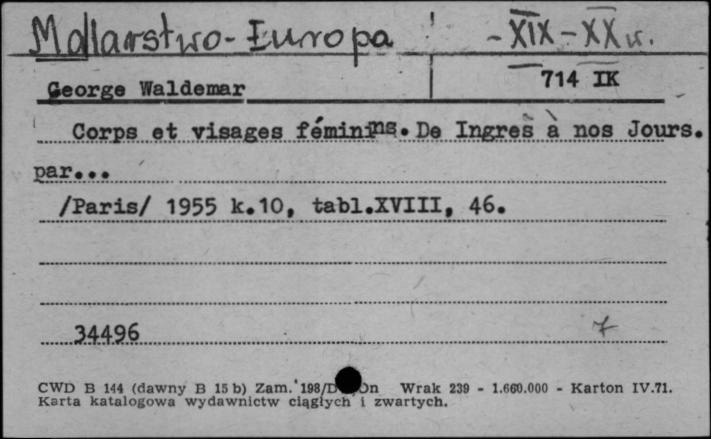 Malarstwo - Europa - XIX - XX w.
George Waldemar 714 IK
Corps et visages féminins. De Ingres à nos Jours.
par...
/Paris/ 1955 k.10, tabl.XVIII, 46.
34496 7
CWD B 144 (dawny B 15 b) Zam. 198/D Dn Wrak 239 - 1.660.000 - Karton IV.71.
Karta katalogowa wydawnictw ciągłych i zwartych.